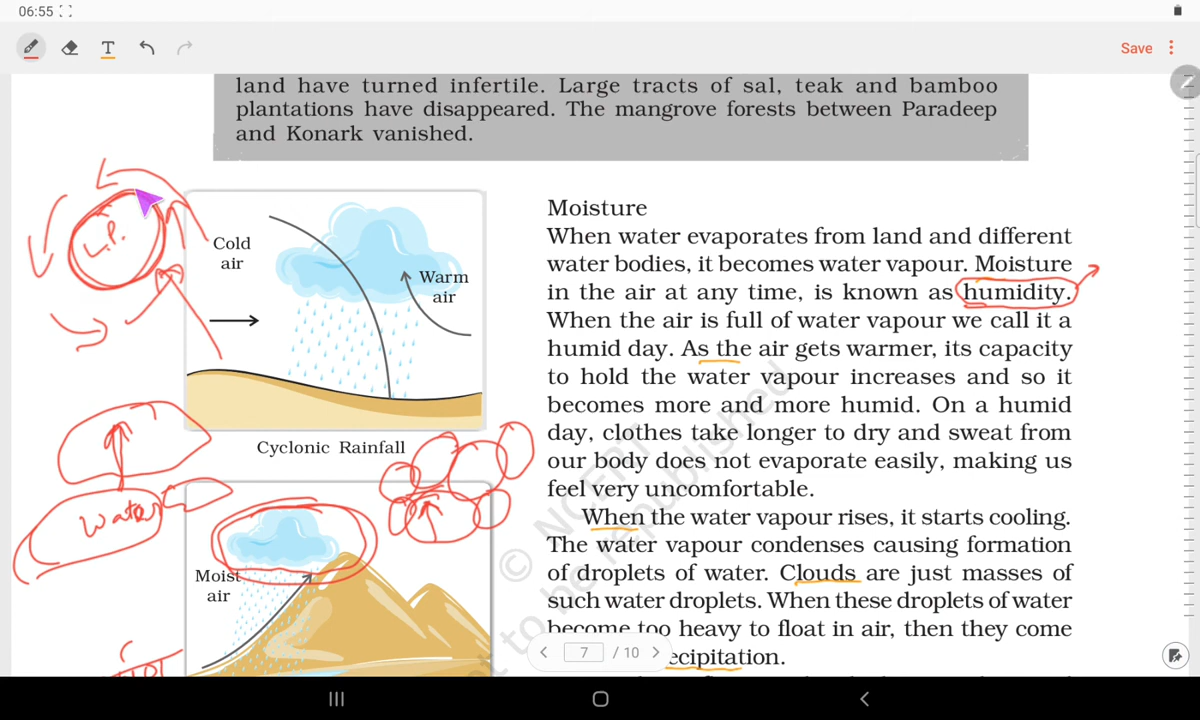 06:55
T
Save
land have turned infertile. Large tracts of sal, teak and bamboo
plantations have disappeared. The mangrove forests between Paradeep
and Konark vanished.
L.P.
Cold
air
Warm
air
Cyclonic Rainfall
Water
Moist
air
Moisture
When water evaporates from land and different
water bodies, it becomes water vapour. Moisture
in the air at any time, is known as humidity.
When the air is full of water vapour we call it a
humid day. As the air gets warmer, its capacity
to hold the water vapour increases and so it
becomes more and more humid. On a humid
day, clothes take longer to dry and sweat from
our body does not evaporate easily, making us
feel very uncomfortable.
When the water vapour rises, it starts cooling.
The water vapour condenses causing formation
of droplets of water. Clouds are just masses of
such water droplets. When these droplets of water
become too heavy to float in air, then they come
ecipitation.
© NCERT
not to be republished
7 / 10